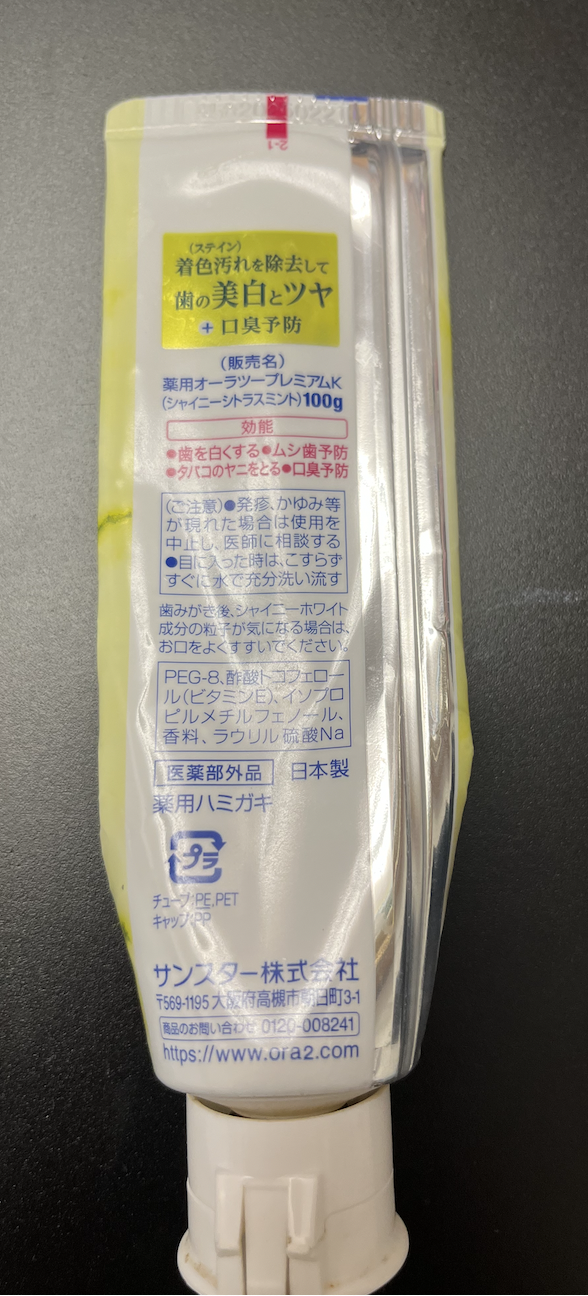 2-1
(ステイン)
着色汚れを除去して
歯の美白とツヤ
+口臭予防
(販売名)
薬用オーラツープレミアムK
(シャイニーシトラスミント)100g
効能
●歯を白くする●ムシ歯予防
●タバコのヤニをとる●口臭予防
(ご注意)●発疹、かゆみ等
が現れた場合は使用を
中止し、医師に相談する
●目に入った時は、こすらず
すぐに水で充分洗い流す
歯みがき後、シャイニーホワイト
成分の粒子が気になる場合は、
お口をよくすすいでください。
PEG-8、酢酸トコフェロー
ル(ビタミンE)、イソプロ
ピルメチルフェノール、
香料、ラウリル硫酸Na
医薬部外品 日本製
薬用ハミガキ
プラ
チューブ:PE,PET
キャップ:PP
サンスター株式会社
〒569-1195 大阪府高槻市朝日町3-1
商品のお問い合わせ 0120-008241
https://www.ora2.com